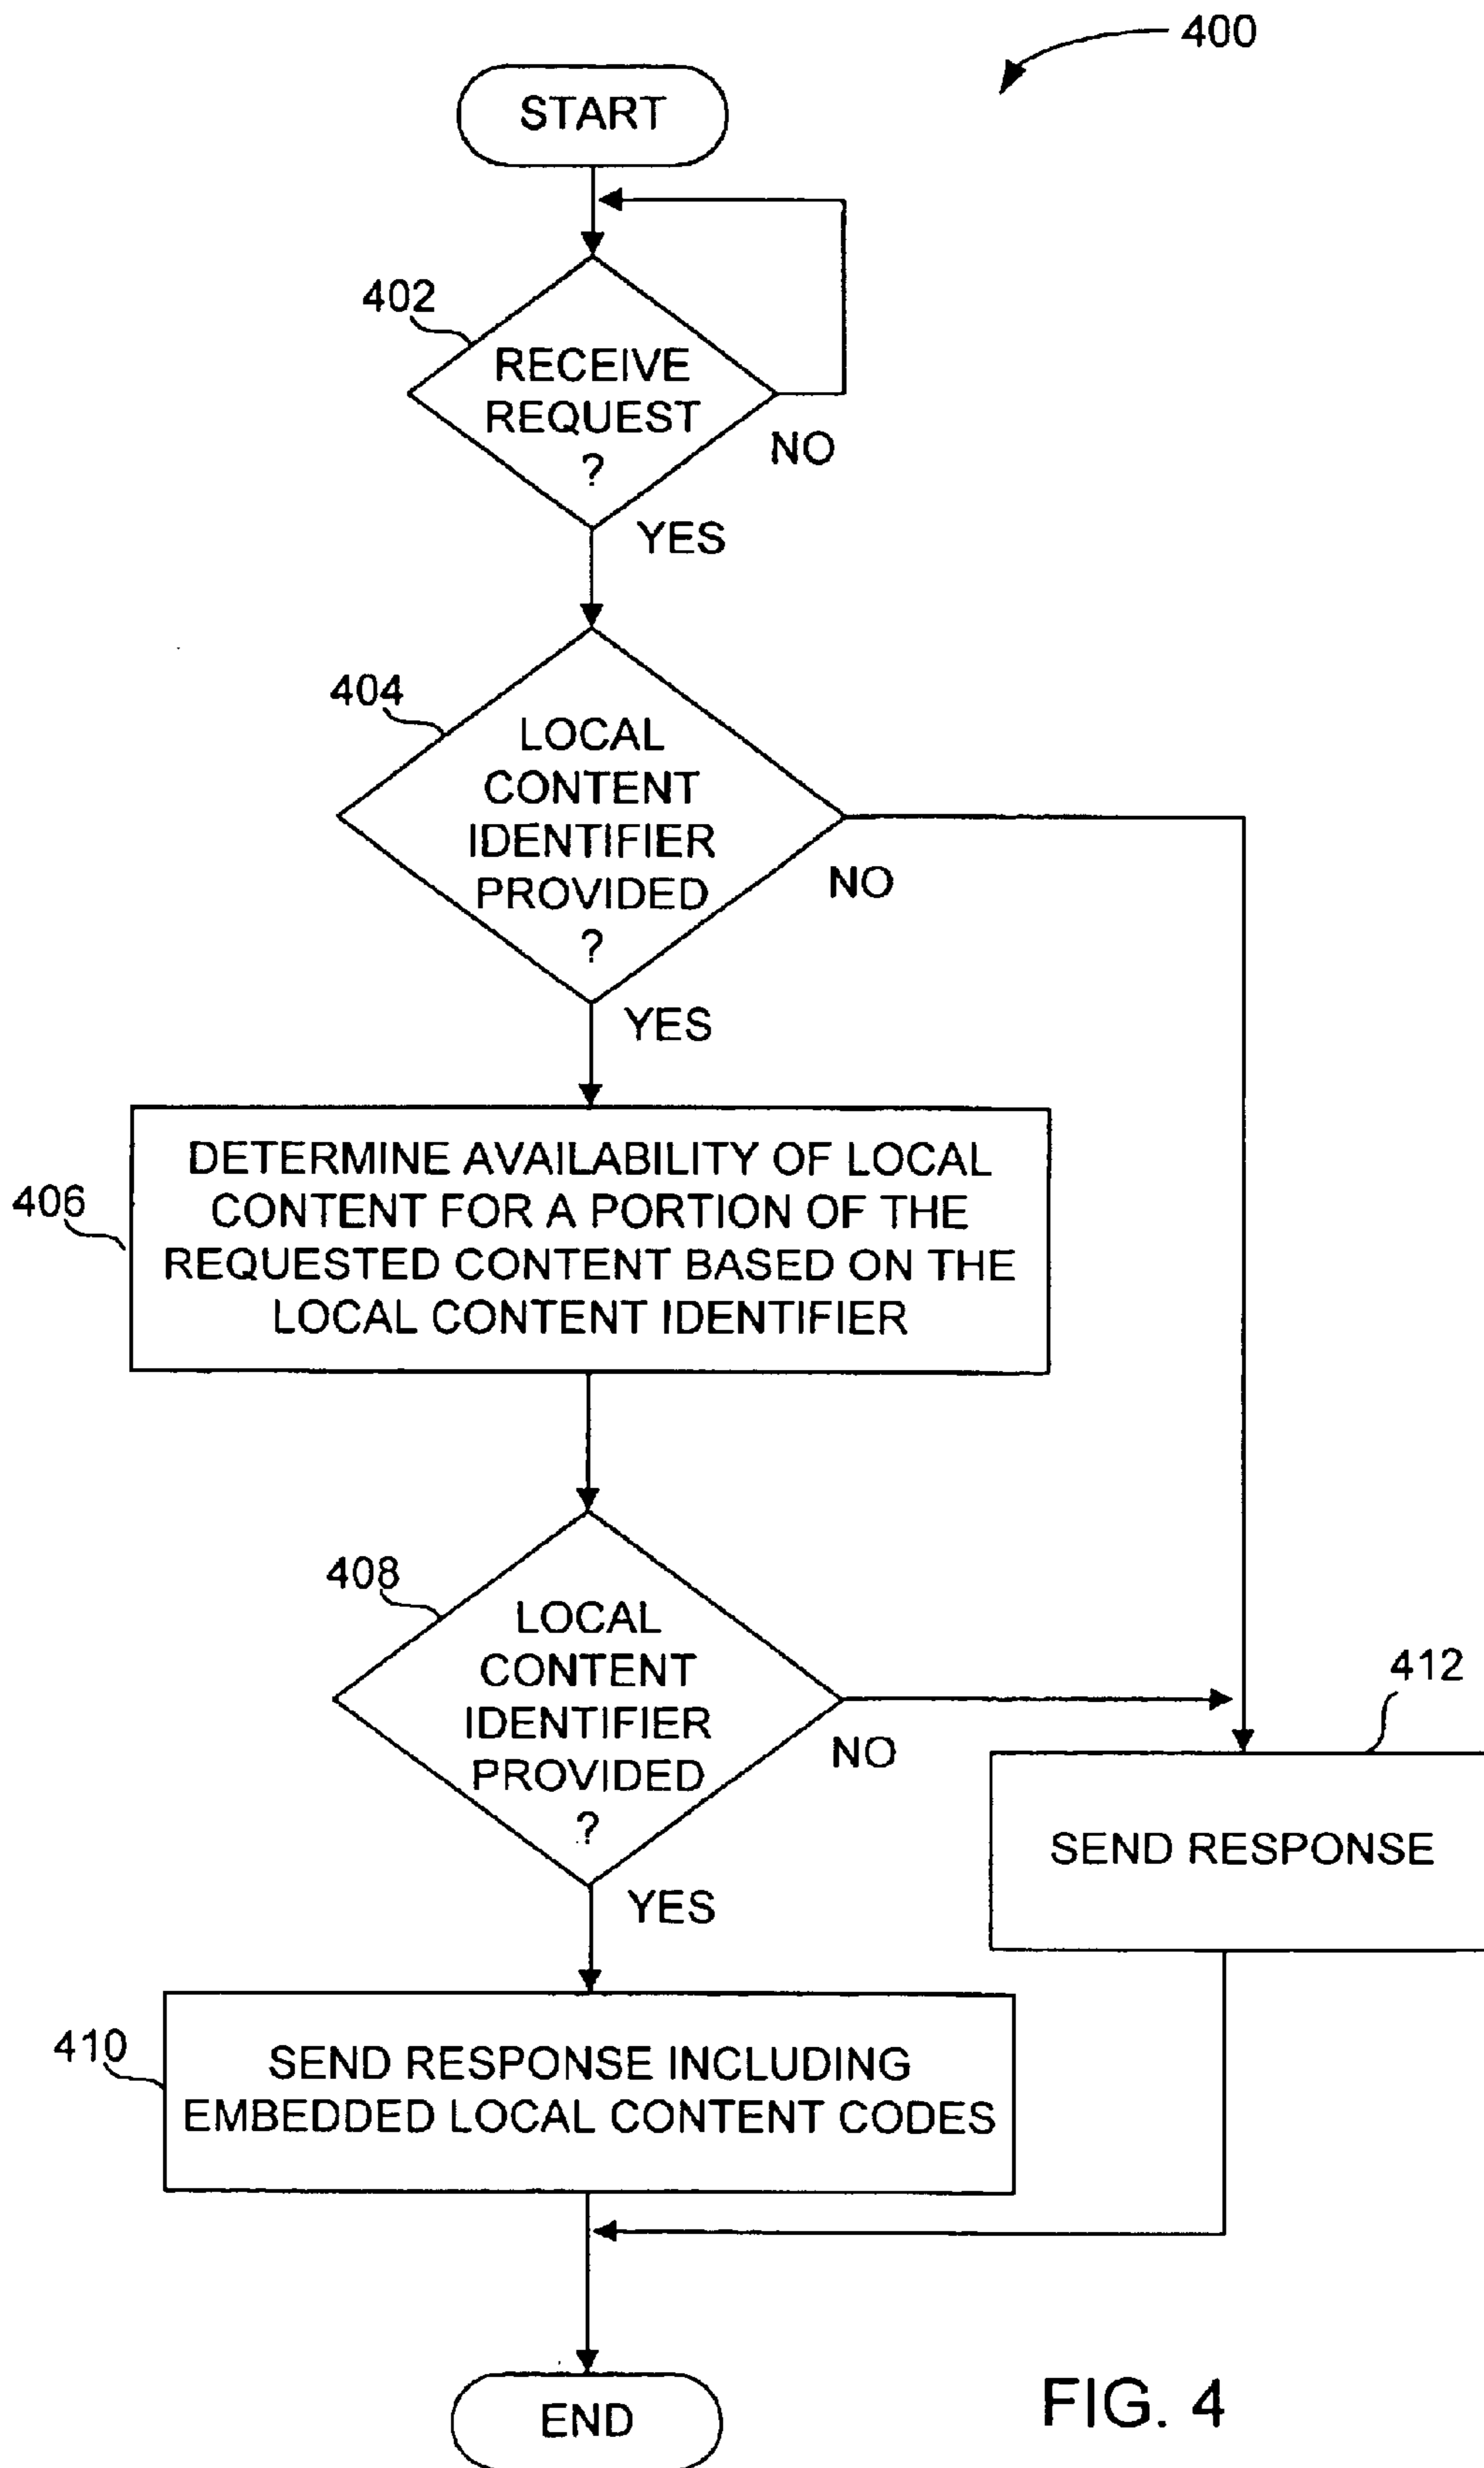 400
START
402
RECEIVE
REQUEST
?
NO
YES
404
LOCAL
CONTENT
IDENTIFIER
PROVIDED
?
NO
YES
406
DETERMINE AVAILABILITY OF LOCAL
CONTENT FOR A PORTION OF THE
REQUESTED CONTENT BASED ON THE
LOCAL CONTENT IDENTIFIER
408
LOCAL
CONTENT
IDENTIFIER
PROVIDED
?
NO
YES
412
SEND RESPONSE
410
SEND RESPONSE INCLUDING
EMBEDDED LOCAL CONTENT CODES
END
FIG. 4